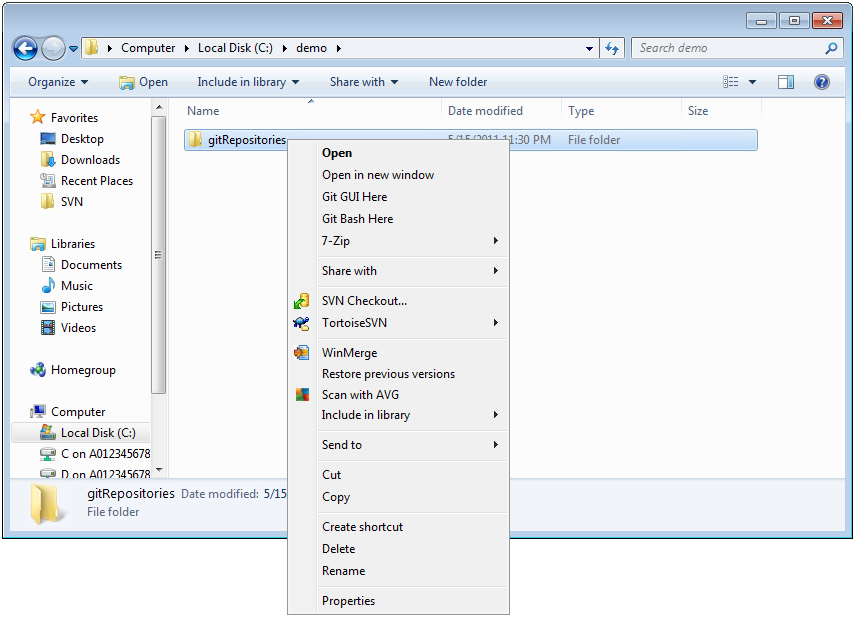 Computer Local Disk (C:) demo
Search demo
Organize Open Include in library Share with New folder
Name Date modified Type Size
gitRepositories 5/15/2011 11:30 PM File folder
Favorites
Desktop
Downloads
Recent Places
SVN
Libraries
Documents
Music
Pictures
Videos
Homegroup
Computer
Local Disk (C:)
C on A012345678
D on A012345678
Open
Open in new window
Git GUI Here
Git Bash Here
7-Zip
Share with
SVN Checkout...
TortoiseSVN
WinMerge
Restore previous versions
Scan with AVG
Include in library
Send to
Cut
Copy
Create shortcut
Delete
Rename
Properties
gitRepositories Date modified: 5/15
File folder